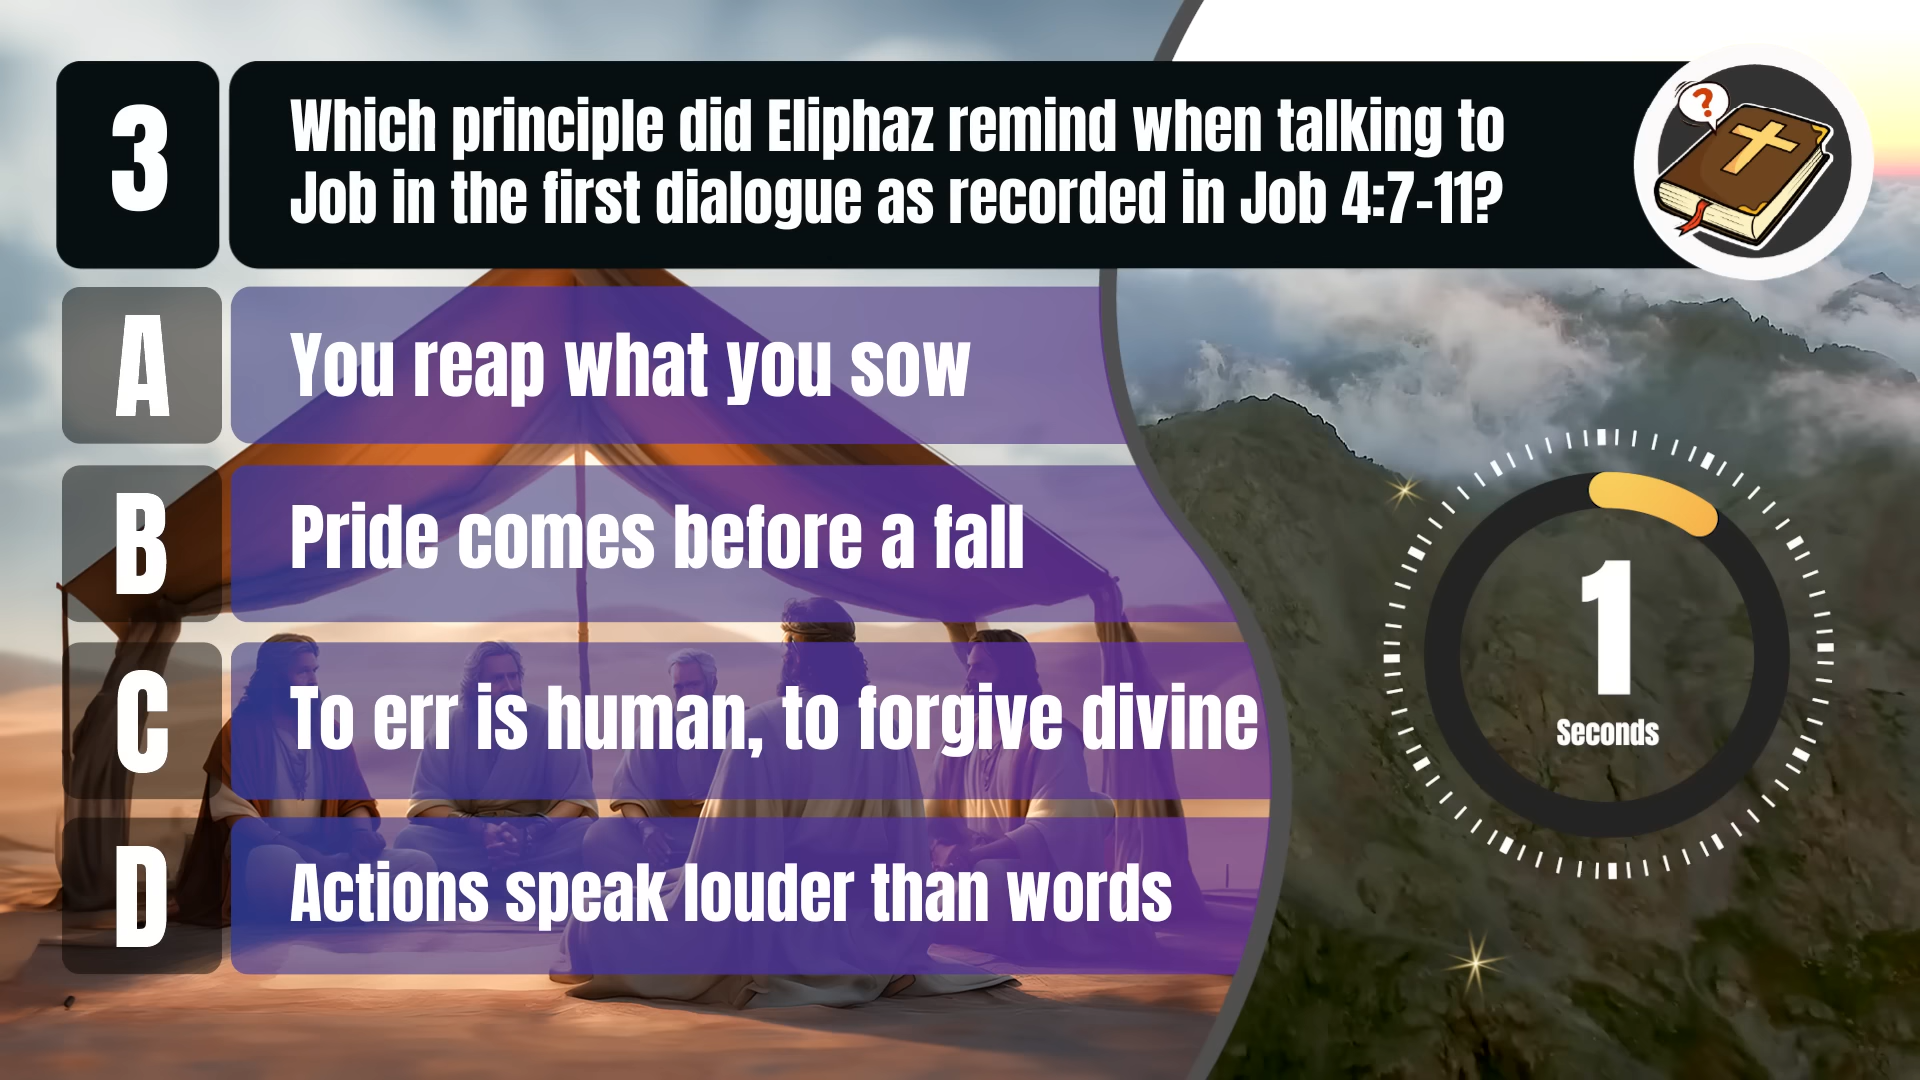 3
Which principle did Eliphaz remind when talking to
Job in the first dialogue as recorded in Job 4:7-11?
?
A
You reap what you sow
B
Pride comes before a fall
C
To err is human, to forgive divine
D
Actions speak louder than words
1
Seconds